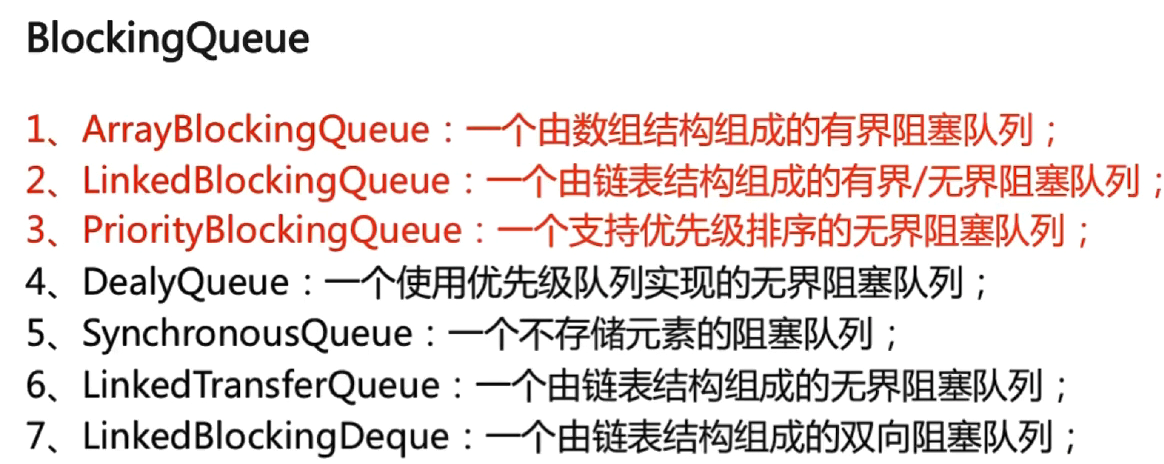 BlockingQueue
1、ArrayBlockingQueue：一个由数组结构组成的有界阻塞队列；
2、LinkedBlockingQueue：一个由链表结构组成的有界/无界阻塞队列；
3、PriorityBlockingQueue：一个支持优先级排序的无界阻塞队列；
4、DealyQueue：一个使用优先级队列实现的无界阻塞队列；
5、SynchronousQueue：一个不存储元素的阻塞队列；
6、LinkedTransferQueue：一个由链表结构组成的无界阻塞队列；
7、LinkedBlockingDeque：一个由链表结构组成的双向阻塞队列；